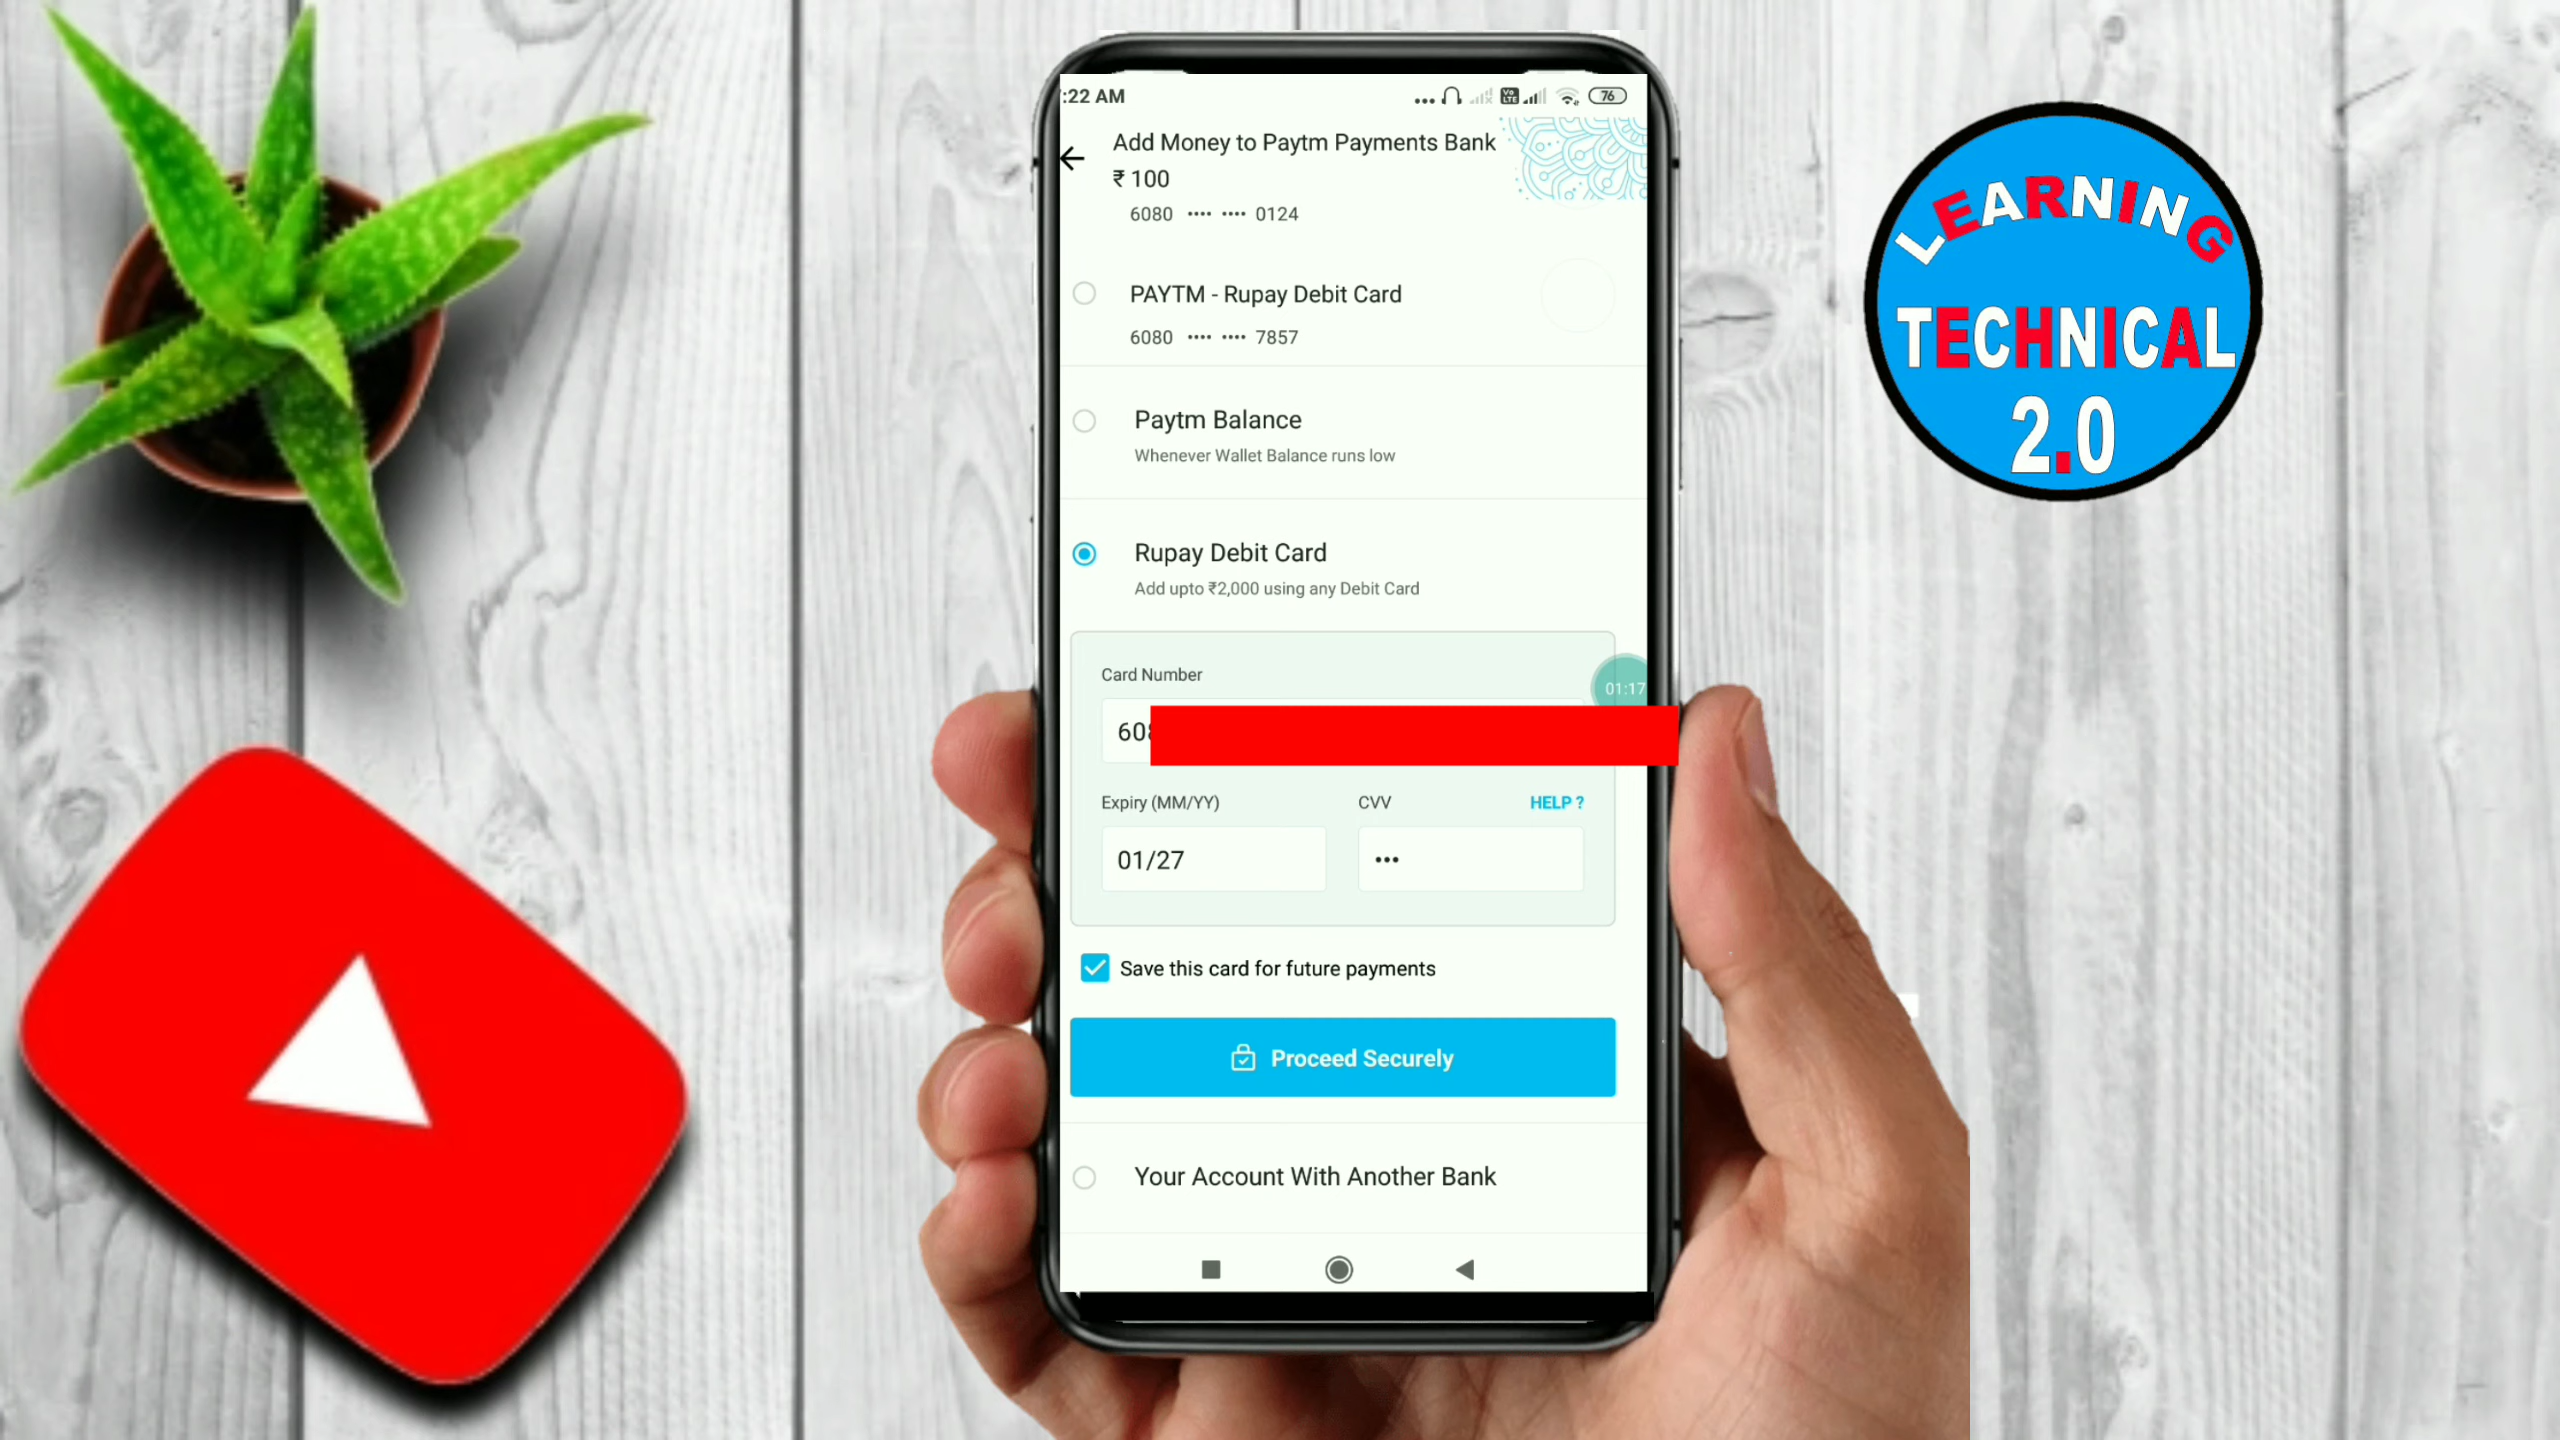 :22 AM
76
Add Money to Paytm Payments Bank
₹ 100
6080 •••• •••• 0124
PAYTM - Rupay Debit Card
6080 •••• •••• 7857
Paytm Balance
Whenever Wallet Balance runs low
Rupay Debit Card
Add upto ₹2,000 using any Debit Card
Card Number
01:17
608
Expiry (MM/YY)
CVV
HELP ?
01/27
•••
Save this card for future payments
Proceed Securely
Your Account With Another Bank
LEARNING
TECHNICAL
2.0